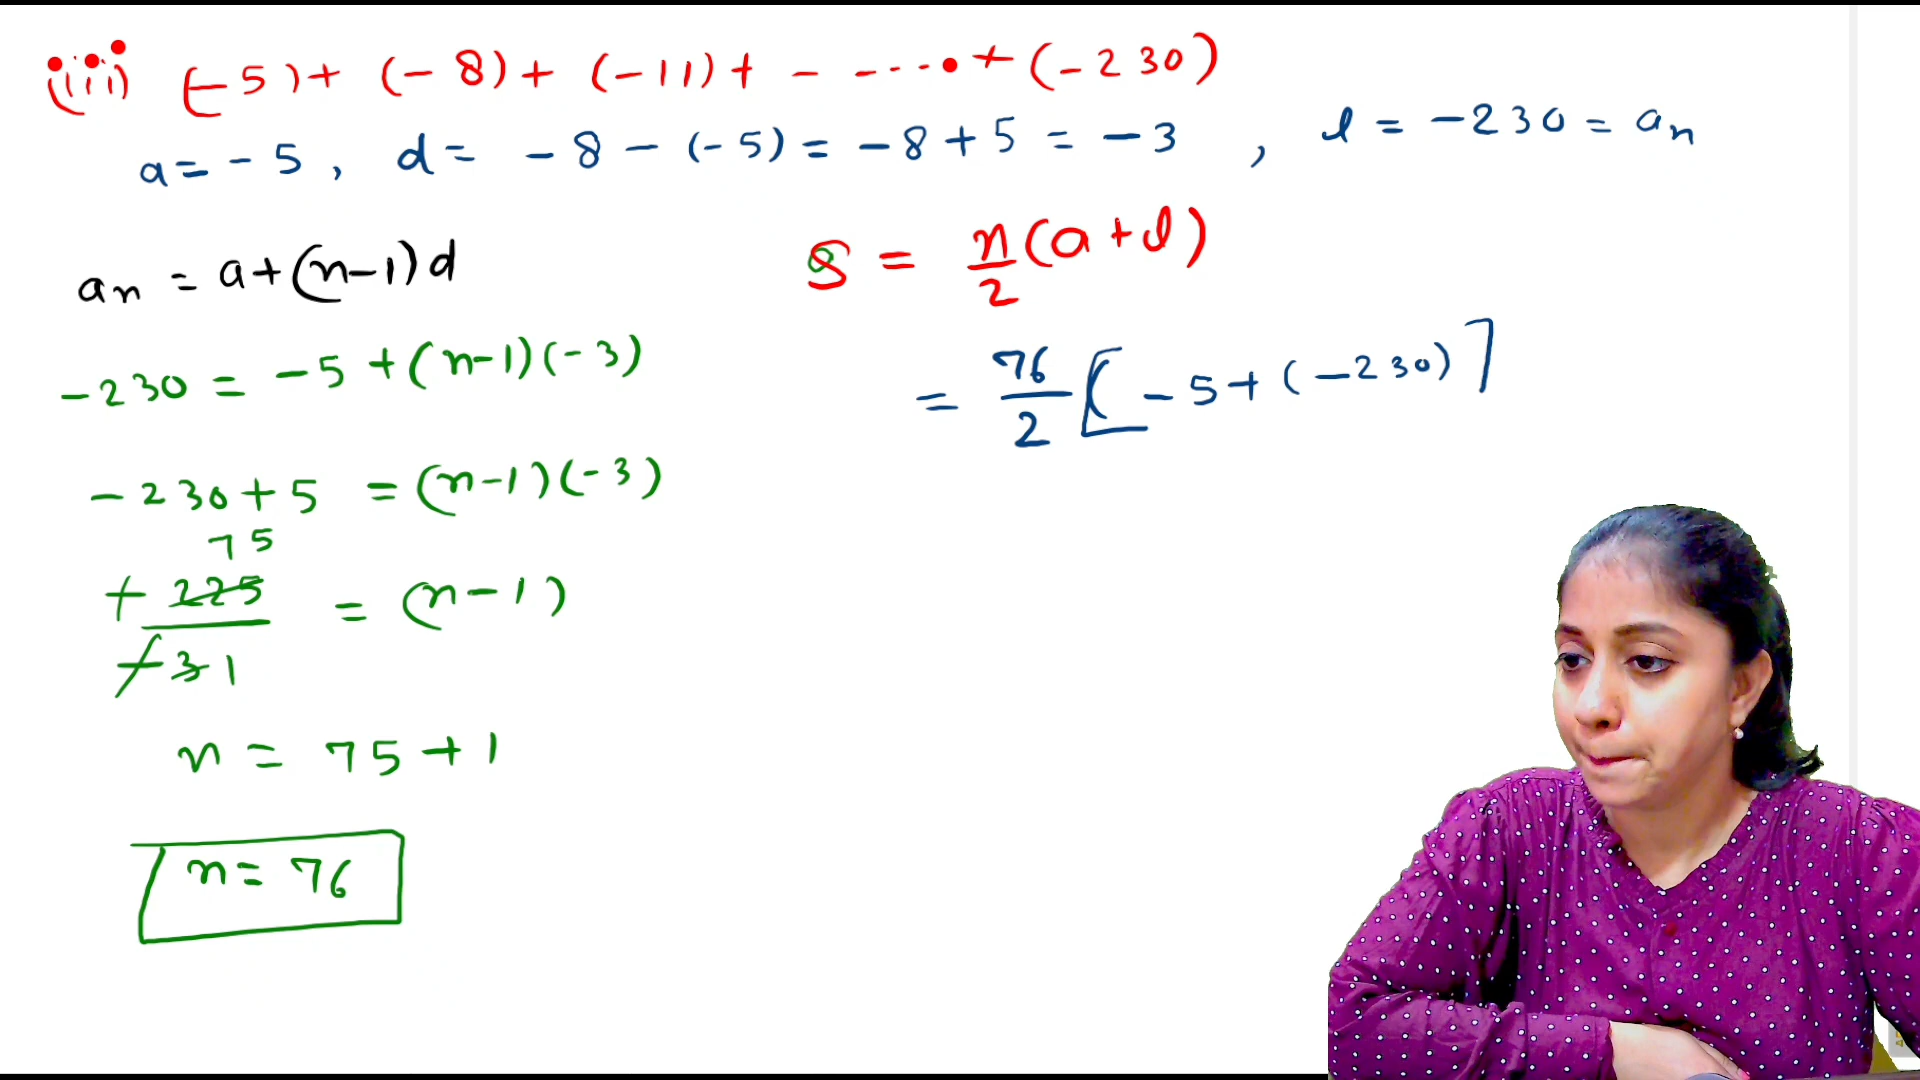 (iii) (-5)+ (-8)+ (-11)+ - ----.+ (-230)
a = -5, d = -8-(-5) = -8+5 = -3 , l = -230 = an
an = a+(n-1)d
-230 = -5+(n-1)(-3)
-230+5 = (n-1)(-3)
75
+225/+31 = (n-1)
n = 75+1
n = 76
S = n/2 (a+l)
= 76/2 [-5+(-230)]